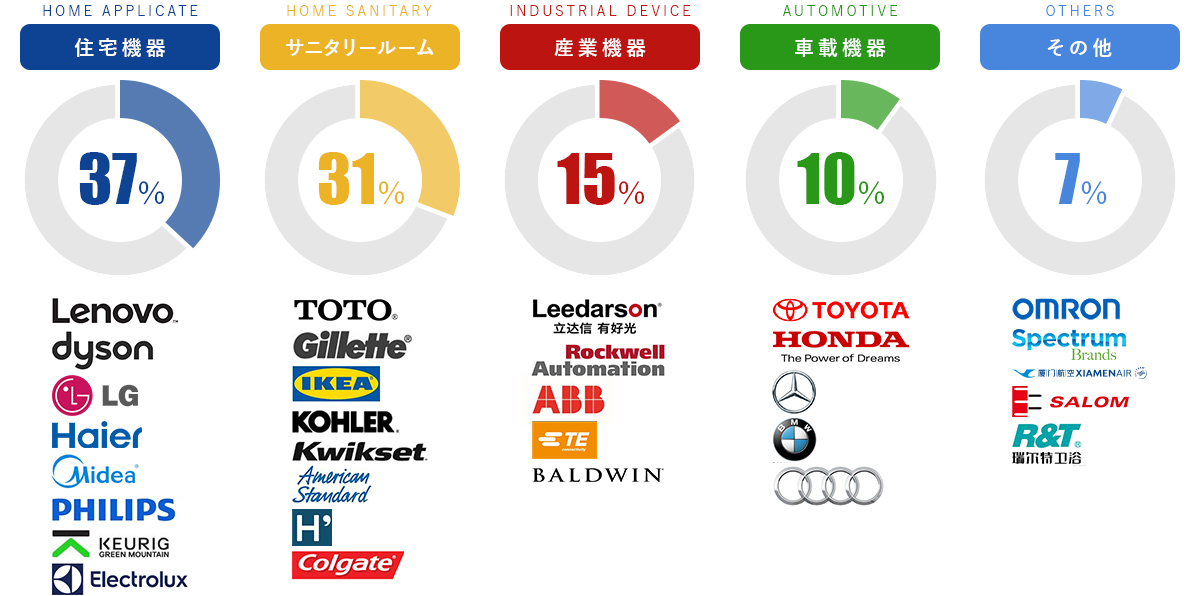 HOME APPLICATE
住宅機器
37%
Lenovo™
dyson
LG
LG
Haier
Midea®
PHILIPS
KEURIG
GREEN MOUNTAIN
Electrolux
HOME SANITARY
サニタリールーム
31%
TOTO®
Gillette®
IKEA®
KOHLER®
Kwikset
American
Standard
H’
Colgate®
INDUSTRIAL DEVICE
産業機器
15%
Leedarson®
立达信 有好光
Rockwell
Automation
ABB
TE
connectivity
BALDWIN
AUTOMOTIVE
車載機器
10%
TOYOTA
HONDA
The Power of Dreams
BMW
OTHERS
その他
7%
OMRON
Spectrum
Brands
厦门航空 XIAMENAIR
SALOM
R&T®
瑞尔特卫浴